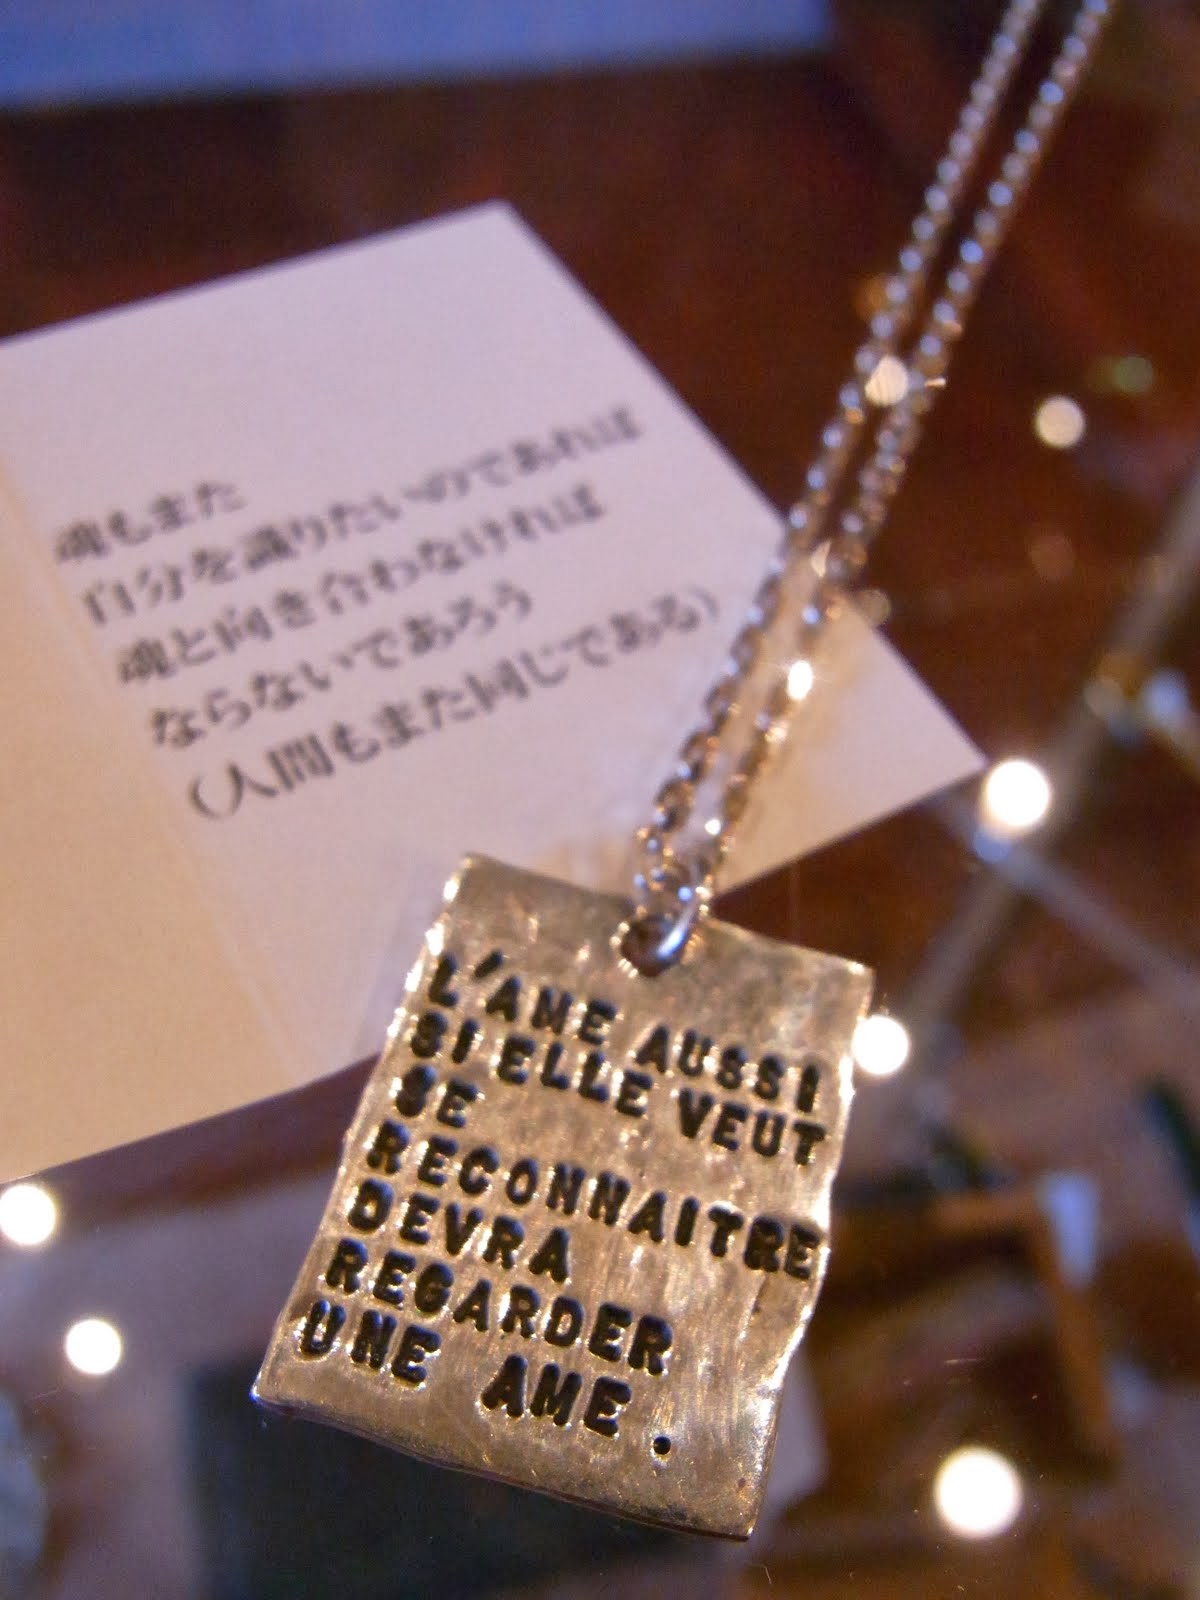 魂もまた
自分を識りたいのであれば
魂と向き合わなければ
ならないであろう
(人間もまた同じである)
L'AME AUSSI
SI ELLE VEUT
SE
RECONNAITRE
DEVRA
REGARDER
UNE AME.